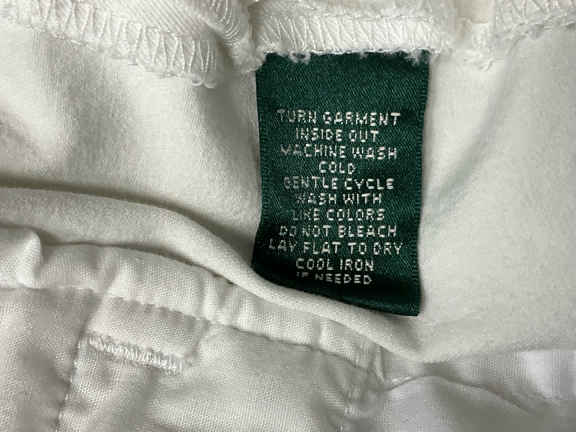 TURN GARMENT
INSIDE OUT
MACHINE WASH
COLD
GENTLE CYCLE
WASH WITH
LIKE COLORS
DO NOT BLEACH
LAY FLAT TO DRY
COOL IRON
IF NEEDED